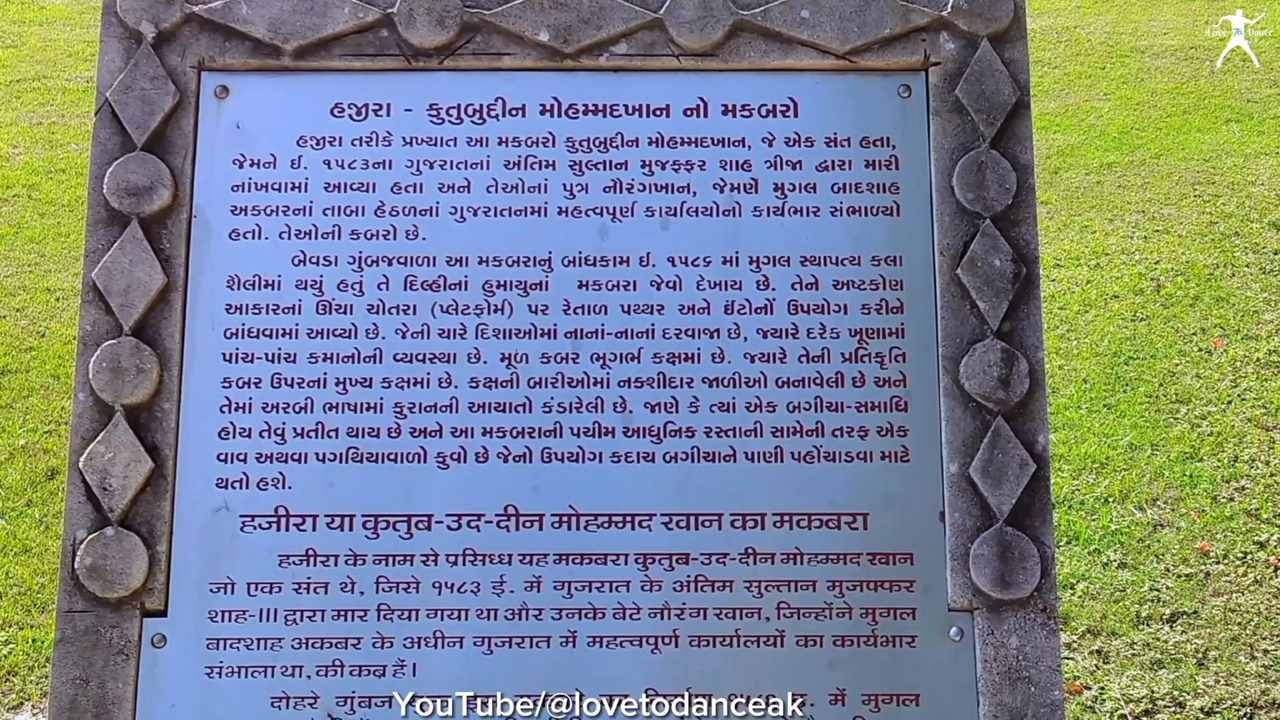 Love To Dance
હજીરા - કુતુબુદ્દીન મોહમ્મદખાન નો મકબરો
હજીરા તરીકે પ્રખ્યાત આ મકબરો કુતુબુદ્દીન મોહમ્મદખાન, જે એક સંત હતા,
જેમને ઈ. ૧૫૮૩ના ગુજરાતનાં અંતિમ સુલ્તાન મુજફ્ફર શાહ ત્રીજા દ્વારા મારી
નાંખવામાં આવ્યા હતા અને તેઓનાં પુત્ર નોરંગખાન, જેમણેં મુગલ બાદશાહ
અકબરનાં તાબા હેઠળનાં ગુજરાતનમાં મહત્વપૂર્ણ કાર્યાલયોનો કાર્યભાર સંભાળ્યો
હતો. તેઓની કબરો છે.
બેવડા ગુંબજવાળા આ મકબરાનું બાંધકામ ઈ. ૧૫૮૬ માં મુગલ સ્થાપત્ય કલા
શૈલીમાં થયું હતું તે દિલ્હીનાં હુમાયુનાં મકબરા જેવો દેખાય છે. તેને અષ્ટકોણ
આકારનાં ઊંચા ચોતરા (પ્લેટફોર્મ) પર રેતાળ પથ્થર અને ઈંટોનોં ઉપયોગ કરીને
બાંધવામાં આવ્યો છે. જેની ચારે દિશાઓમાં નાનાં-નાનાં દરવાજા છે, જ્યારે દરેક ખૂણામાં
પાંચ-પાંચ કમાનોની વ્યવસ્થા છે. મૂળ કબર ભૂગર્ભ કક્ષમાં છે. જ્યારે તેની પ્રતિકૃતિ
કબર ઉપરનાં મુખ્ય કક્ષમાં છે. કક્ષની બારીઓમાં નક્શીદાર જાળીઓ બનાવેલી છે અને
તેમાં અરબી ભાષામાં કુરાનની આયાતો કંડારેલી છે. જાણે કે ત્યાં એક બગીચા-સમાધિ
હોય તેવું પ્રતીત થાય છે અને આ મકબરાની પચીમ આધુનિક રસ્તાની સામેની તરફ એક
વાવ અથવા પગથિયાવાળો કુવો છે જેનો ઉપયોગ કદાચ બગીચાને પાણી પહોંચાડવા માટે
થતો હશે.
हजीरा या कुतुब-उद-दीन मोहम्मद खान का मकबरा
हजीरा के नाम से प्रसिध्ध यह मकबरा कुतुब-उद-दीन मोहम्मद खान
जो एक संत थे, जिसे १५८३ ई. में गुजरात के अंतिम सुल्तान मुजफ्फर
शाह-III द्वारा मार दिया गया था और उनके बेटे नौरंग खान, जिन्होंने मुगल
बादशाह अकबर के अधीन गुजरात में महत्वपूर्ण कार्यालयों का कार्यभार
संभाला था, की कब्र हैं।
दोहरे गुंबज ई. में मुगल
YouTube/@lovetodanceak